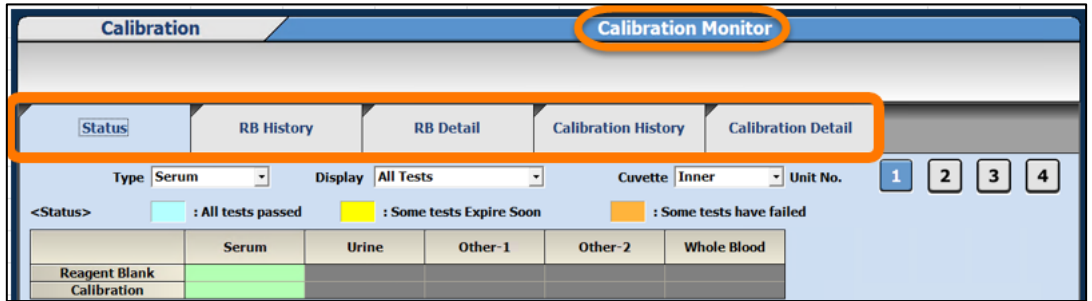 Calibration Calibration Monitor
Status RB History RB Detail Calibration History Calibration Detail
Type Serum Display All Tests Cuvette Inner Unit No. 1 2 3 4
<Status> : All tests passed : Some tests Expire Soon : Some tests have failed
Serum Urine Other-1 Other-2 Whole Blood
Reagent Blank
Calibration